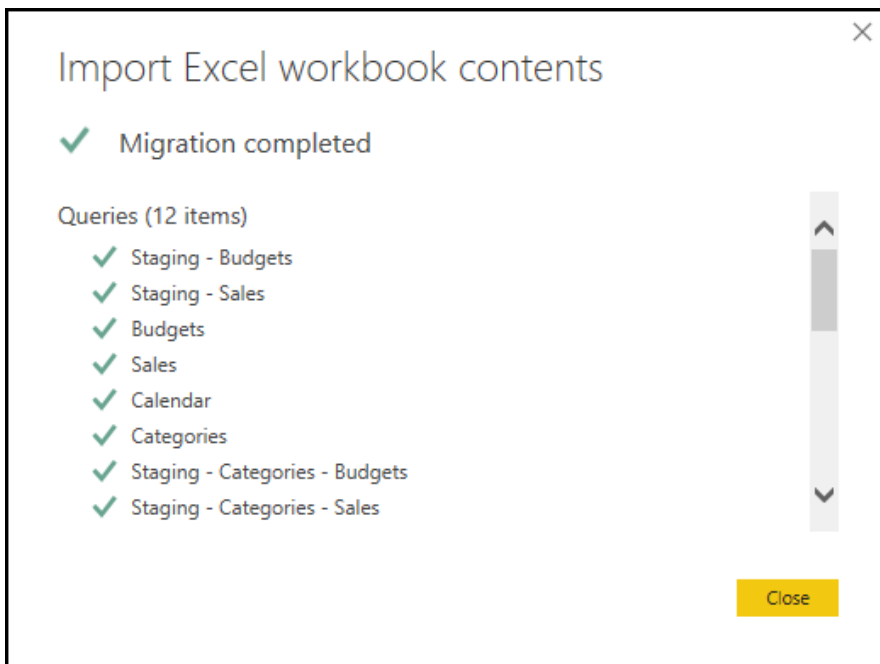 Import Excel workbook contents
Migration completed
Queries (12 items)
Staging - Budgets
Staging - Sales
Budgets
Sales
Calendar
Categories
Staging - Categories - Budgets
Staging - Categories - Sales
Close